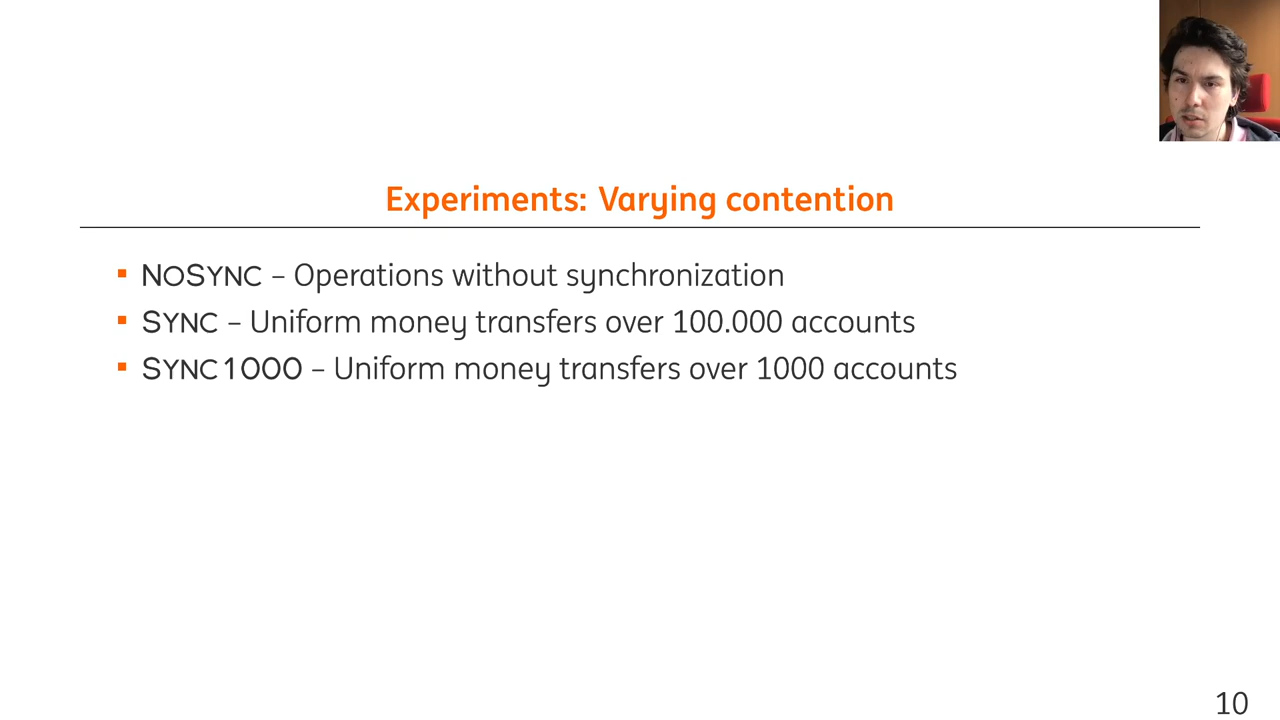 Experiments: Varying contention
▪ NOSYNC – Operations without synchronization
▪ SYNC – Uniform money transfers over 100.000 accounts
▪ SYNC1000 – Uniform money transfers over 1000 accounts
10